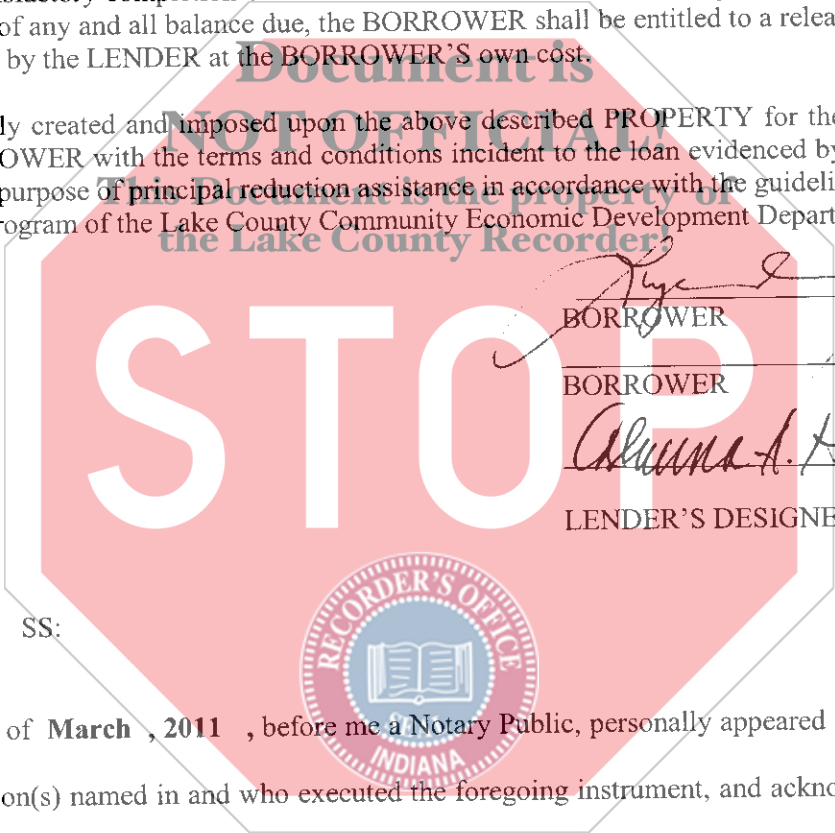 of any and all balance due, the BORROWER shall be entitled to a relea
by the LENDER at the BORROWER'S own cost.
Document is
NOT OFFICIAL!
This Document is the property of
the Lake County Recorder!
ly created and imposed upon the above described PROPERTY for the
OWER with the terms and conditions incident to the loan evidenced by
purpose of principal reduction assistance in accordance with the guideli
rogram of the Lake County Community Economic Development Depart
BORROWER
BORROWER
LENDER'S DESIGNE
STOP
RECORDER'S OFFICE
SEAL
INDIANA
SS:
of March , 2011 , before me a Notary Public, personally appeared
on(s) named in and who executed the foregoing instrument, and ackno